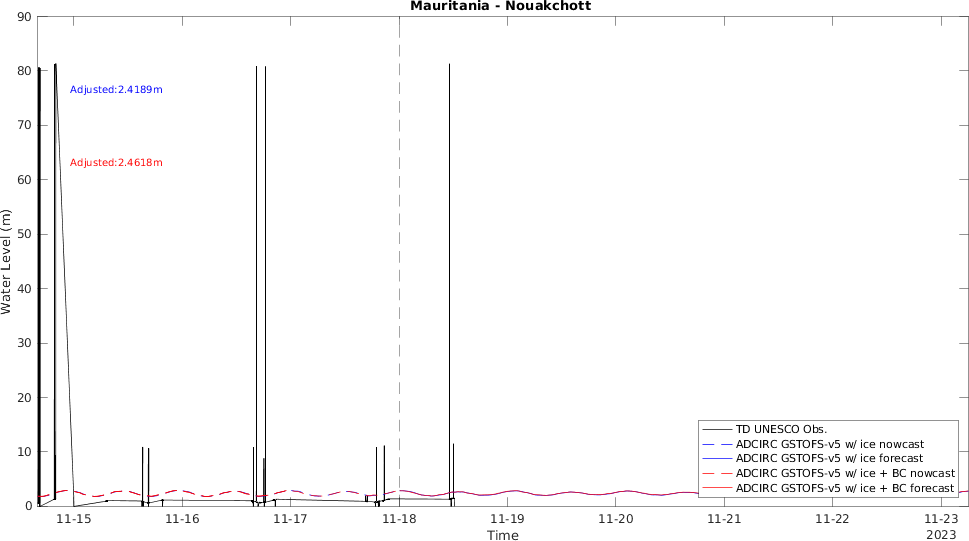 Mauritania - Nouakchott
90
80
70
60
50
40
30
20
10
0
Water Level (m)
Adjusted:2.4189m
Adjusted:2.4618m
TD UNESCO Obs.
ADCIRC GSTOFS-v5 w/ ice nowcast
ADCIRC GSTOFS-v5 w/ ice forecast
ADCIRC GSTOFS-v5 w/ ice + BC nowcast
ADCIRC GSTOFS-v5 w/ ice + BC forecast
11-15 11-16 11-17 11-18 11-19 11-20 11-21 11-22 11-23
2023
Time